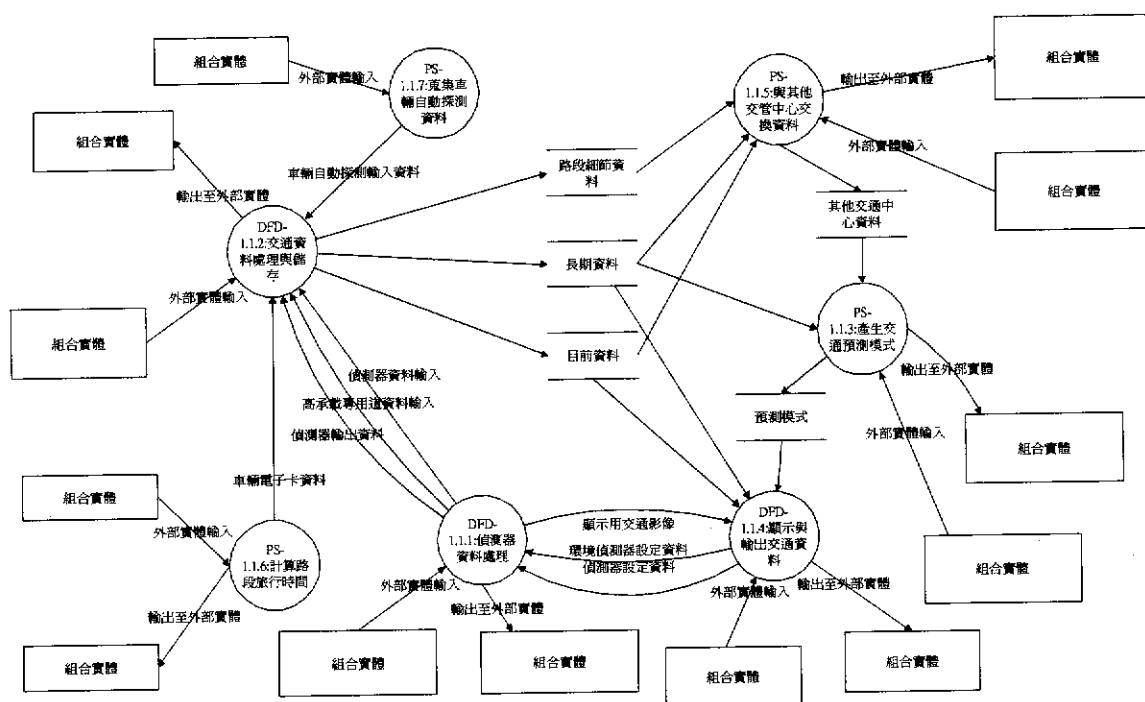 組合實體
外部實體輸入
PS-
1.1.7:蒐集車
輛自動探測
資料
PS-
1.1.5:與其他
交管中心交
換資料
輸出至外部實體
組合實體
組合實體
輸出至外部實體
車輛自動探測輸入資料
路段細節資
料
外部實體輸入
組合實體
其他交通中
心資料
DFD-
1.1.2:交通資
料處理與儲
存
長期資料
外部實體輸入
組合實體
PS-
1.1.3:產生交
通預測模式
目前資料
輸出至外部實體
偵測器資料輸入
高承載專用道資料輸入
偵測器輸出資料
預測模式
外部實體輸入
組合實體
車輛電子卡資料
組合實體
外部實體輸入
PS-
1.1.6:計算路
段旅行時間
DFD-
1.1.1:偵測器
資料處理
顯示用交通影像
環境偵測器設定資料
偵測器設定資料
DFD-
1.1.4:顯示與
輸出交通資
料
組合實體
輸出至外部實體
外部實體輸入
輸出至外部實體
外部實體輸入
輸出至外部實體
組合實體
組合實體
組合實體
組合實體
組合實體